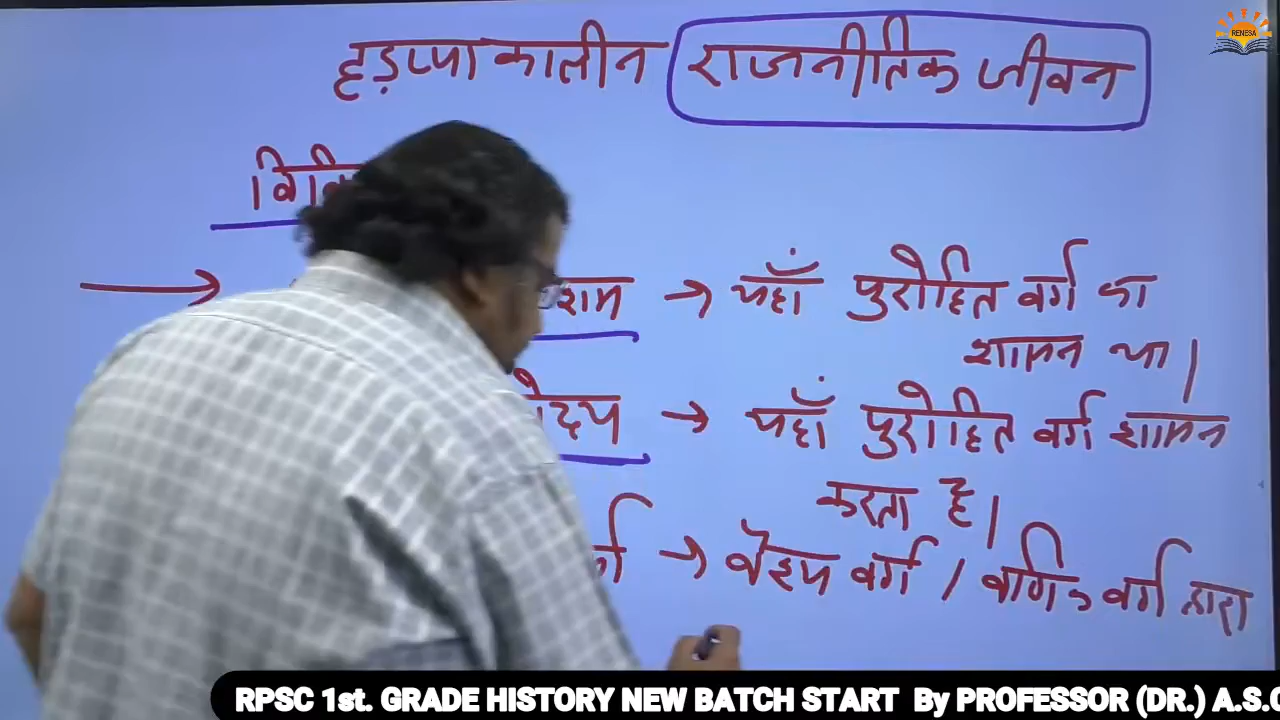 हड़प्पा कालीन राजनीतिक जीवन
RENESA
→ शाम → यहाँ पुरोहित वर्ग का
शासन था।
→ यहाँ पुरोहित वर्ग शासन
करता है।
→ वैश्य वर्ग / वणिक वर्ग द्वारा
RPSC 1st. GRADE HISTORY NEW BATCH START By PROFESSOR (DR.) A.S.